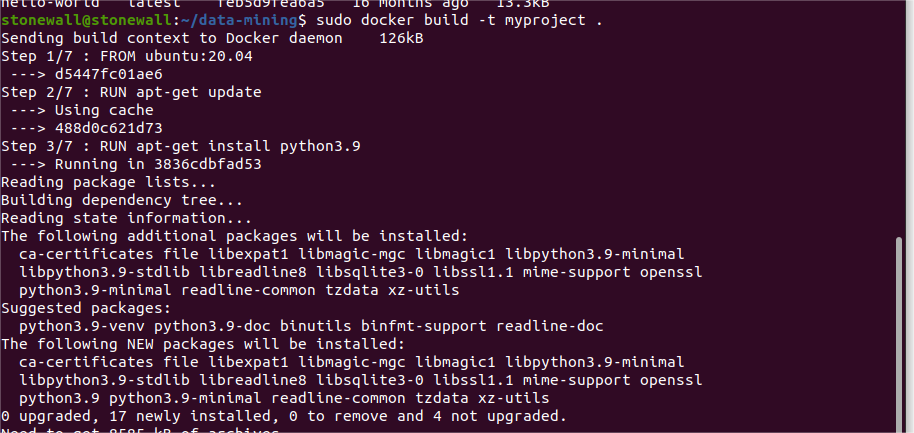 hello-world latest feb5d9fea6a5 16 months ago 13.3kB
stonewall@stonewall:~/data-mining$ sudo docker build -t myproject .
Sending build context to Docker daemon 126kB
Step 1/7 : FROM ubuntu:20.04
---> d5447fc01ae6
Step 2/7 : RUN apt-get update
---> Using cache
---> 488d0c621d73
Step 3/7 : RUN apt-get install python3.9
---> Running in 3836cdbfad53
Reading package lists...
Building dependency tree...
Reading state information...
The following additional packages will be installed:
ca-certificates file libexpat1 libmagic-mgc libmagic1 libpython3.9-minimal
libpython3.9-stdlib libreadline8 libsqlite3-0 libssl1.1 mime-support openssl
python3.9-minimal readline-common tzdata xz-utils
Suggested packages:
python3.9-venv python3.9-doc binutils binfmt-support readline-doc
The following NEW packages will be installed:
ca-certificates file libexpat1 libmagic-mgc libmagic1 libpython3.9-minimal
libpython3.9-stdlib libreadline8 libsqlite3-0 libssl1.1 mime-support openssl
python3.9 python3.9-minimal readline-common tzdata xz-utils
0 upgraded, 17 newly installed, 0 to remove and 4 not upgraded.
Need to get 8585 kB of archives